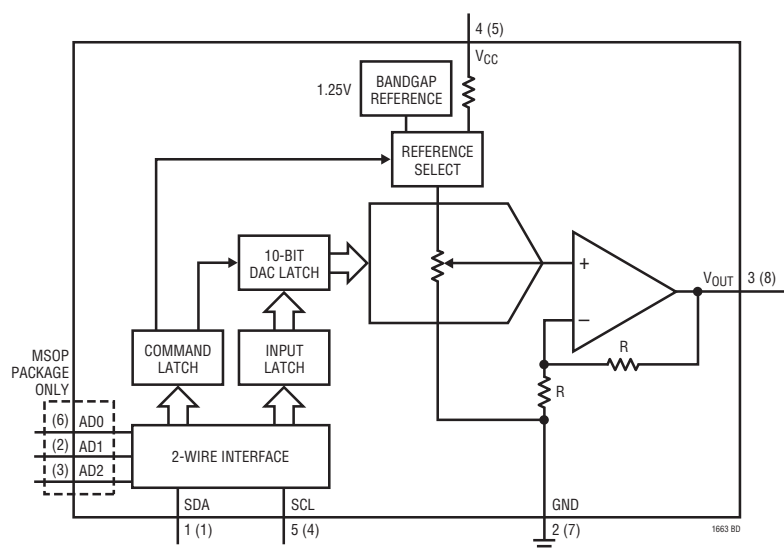 4 (5)
VCC
1.25V
BANDGAP
REFERENCE
REFERENCE
SELECT
10-BIT
DAC LATCH
+
−
VOUT
3 (8)
R
R
COMMAND
LATCH
INPUT
LATCH
MSOP
PACKAGE
ONLY
(6) AD0
(2) AD1
(3) AD2
2-WIRE INTERFACE
SDA
SCL
GND
1 (1)
5 (4)
2 (7)
1663 BD